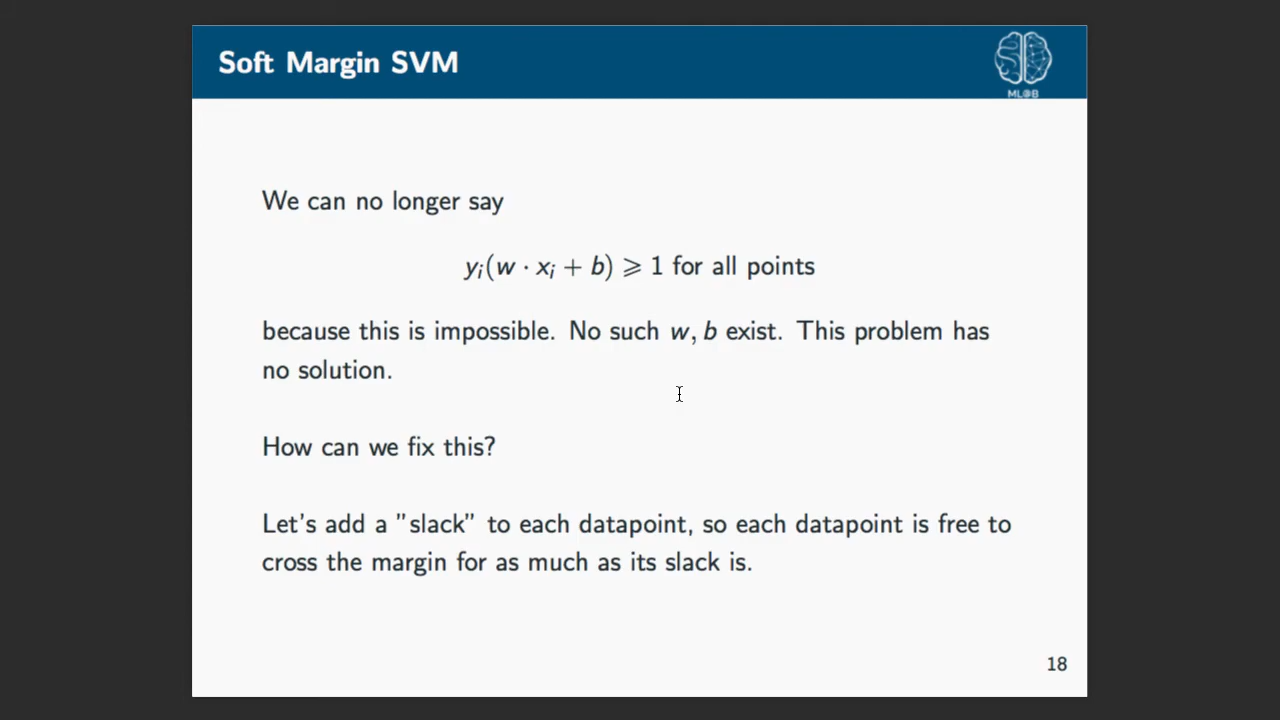 Soft Margin SVM
ML@B
We can no longer say
yᵢ(w · xᵢ + b) ⩾ 1 for all points
because this is impossible. No such w, b exist. This problem has
no solution.
How can we fix this?
Let's add a ”slack” to each datapoint, so each datapoint is free to
cross the margin for as much as its slack is.
18